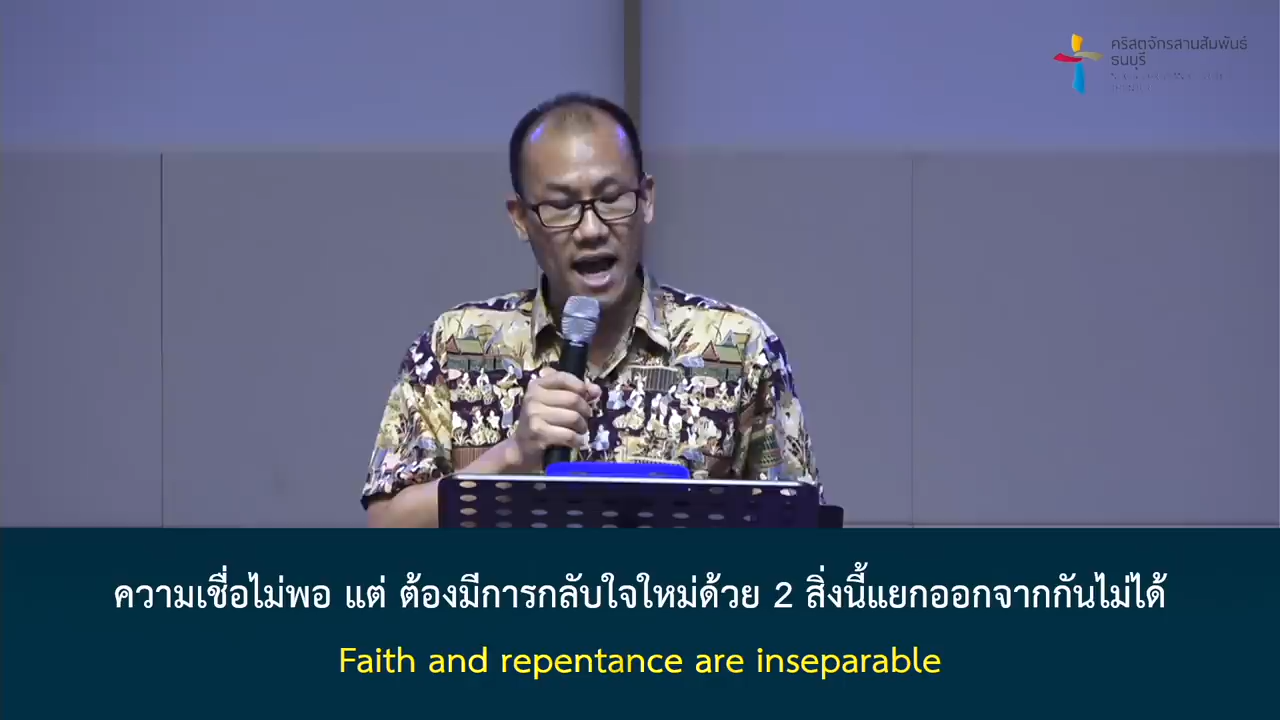 คริสตจักรสานสัมพันธ์
ธนบุรี
ความเชื่อไม่พอ แต่ ต้องมีการกลับใจใหม่ด้วย 2 สิ่งนี้แยกออกจากกันไม่ได้
Faith and repentance are inseparable